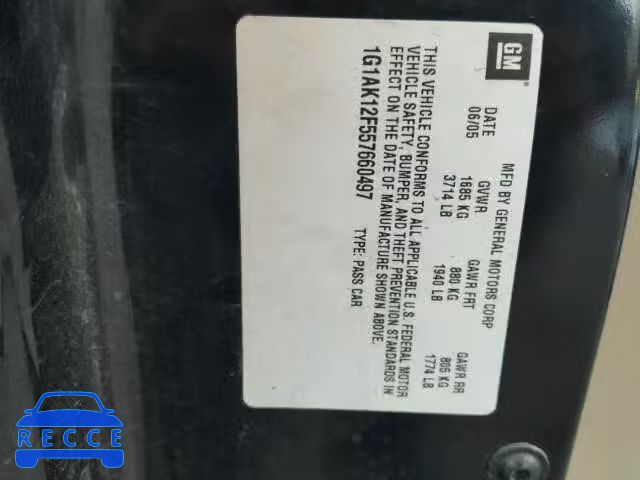 GM
MFD BY GENERAL MOTORS CORP
DATE GVWR GAWR FRT GAWR RR
06/05 1685 KG 880 KG 805 KG
3714 LB 1940 LB 1774 LB
THIS VEHICLE CONFORMS TO ALL APPLICABLE U.S. FEDERAL MOTOR
VEHICLE SAFETY, BUMPER, AND THEFT PREVENTION STANDARDS IN
EFFECT ON THE DATE OF MANUFACTURE SHOWN ABOVE.
1G1AK12F557660497 TYPE: PASS CAR
RECCE